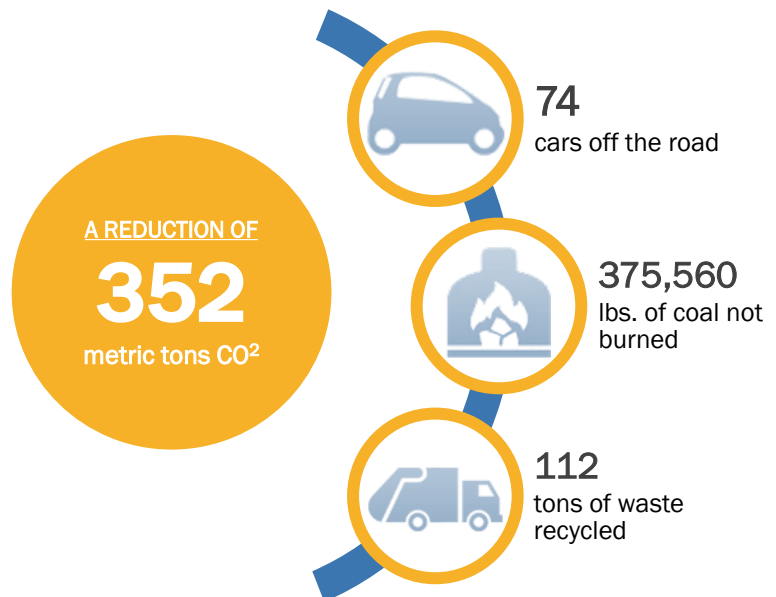 A REDUCTION OF
352
metric tons CO²
74
cars off the road
375,560
lbs. of coal not
burned
112
tons of waste
recycled